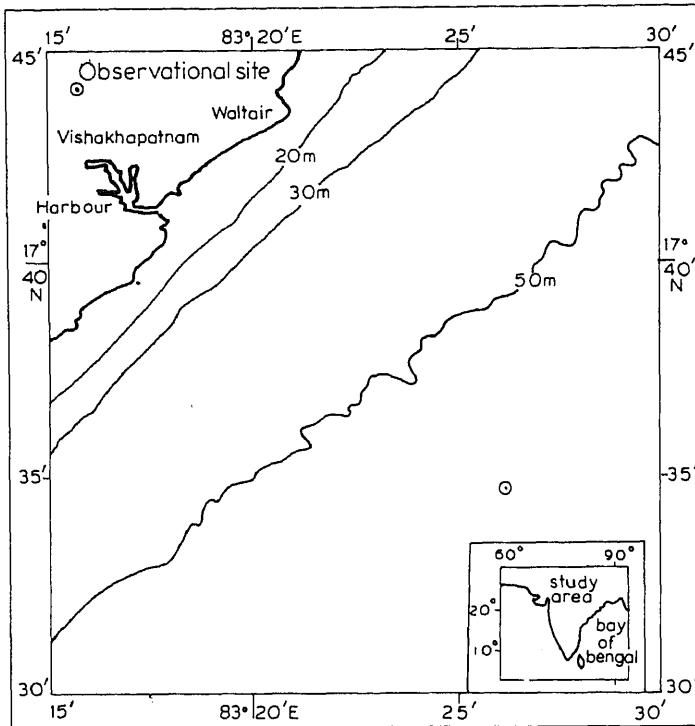 15′ 83° 20′ 25′ 30′
45′ 45′
Observational site
Waltair
Vishakhapatnam
20m
30m
Harbour
17° 17°
40′ 40′
N N
50m
35′ 35′
60° 90°
study
area
20°
bay
of
bengal
10°
30′ 30′
15′ 83° 20′ E 25′ 30′